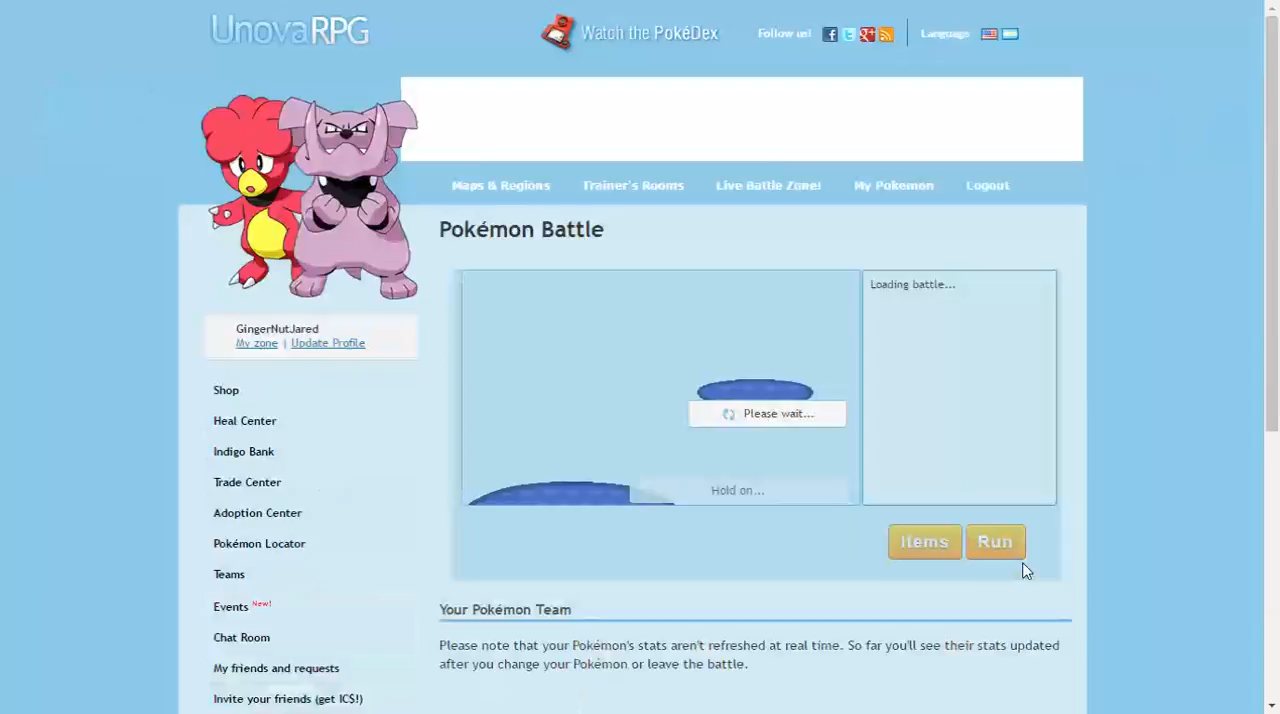 UnovaRPG
Watch the PokéDex
Follow us!
Language
Maps & Regions
Trainer's Rooms
Live Battle Zone!
My Pokemon
Logout
Pokémon Battle
Loading battle...
Please wait...
Hold on...
Items
Run
GingerNutJared
My zone | Update Profile
Shop
Heal Center
Indigo Bank
Trade Center
Adoption Center
Pokémon Locator
Teams
Events New!
Chat Room
My friends and requests
Invite your friends (get IC$!)
Your Pokémon Team
Please note that your Pokémon's stats aren't refreshed at real time. So far you'll see their stats updated
after you change your Pokémon or leave the battle.